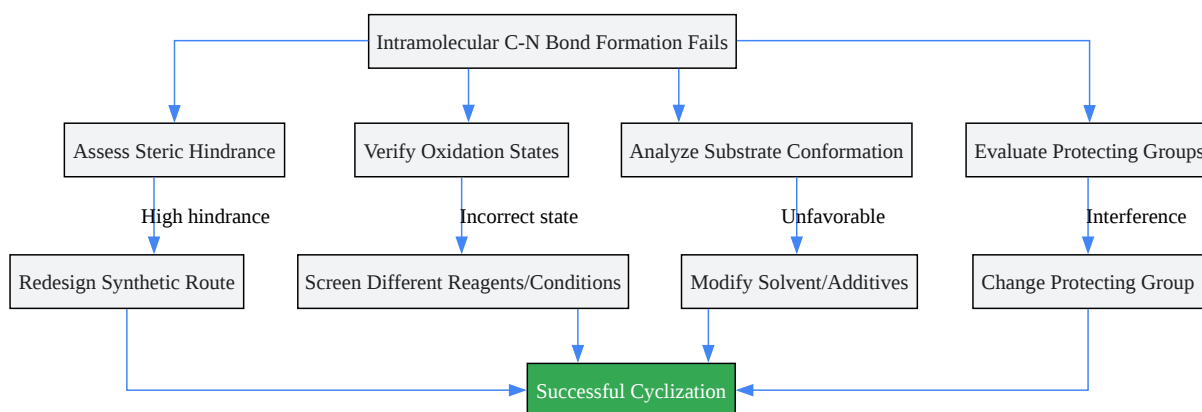 Intramolecular C-N Bond Formation Fails
Assess Steric Hindrance
Verify Oxidation States
Analyze Substrate Conformation
Evaluate Protecting Groups
High hindrance
Incorrect state
Unfavorable
Interference
Redesign Synthetic Route
Screen Different Reagents/Conditions
Modify Solvent/Additives
Change Protecting Group
Successful Cyclization